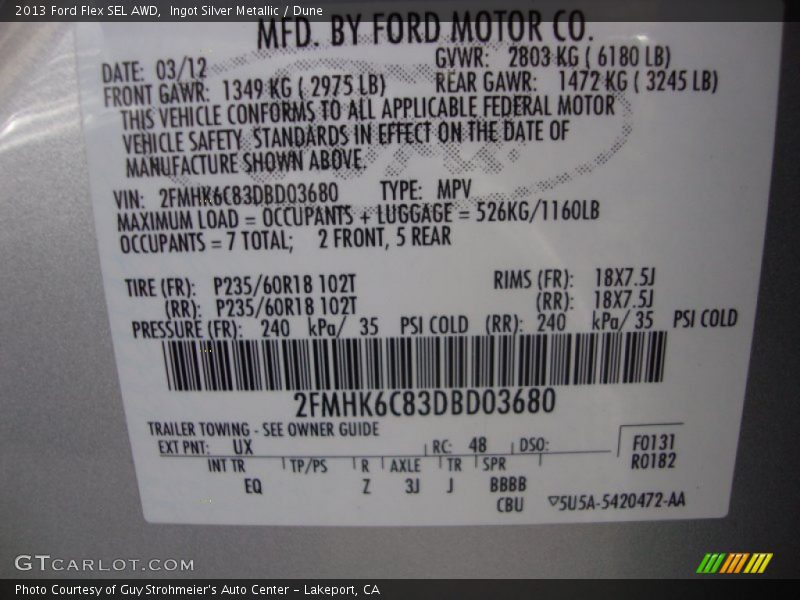 2013 Ford Flex SEL AWD, Ingot Silver Metallic / Dune
MFD. BY FORD MOTOR CO.
DATE: 03/12 GVWR: 2803 KG ( 6180 LB)
FRONT GAWR: 1349 KG ( 2975 LB) REAR GAWR: 1472 KG ( 3245 LB)
THIS VEHICLE CONFORMS TO ALL APPLICABLE FEDERAL MOTOR
VEHICLE SAFETY STANDARDS IN EFFECT ON THE DATE OF
MANUFACTURE SHOWN ABOVE.
VIN: 2FMHK6C83DBD03680 TYPE: MPV
MAXIMUM LOAD = OCCUPANTS + LUGGAGE = 526KG/1160LB
OCCUPANTS = 7 TOTAL; 2 FRONT, 5 REAR
TIRE (FR): P235/60R18 102T RIMS (FR): 18X7.5J
(RR): P235/60R18 102T (RR): 18X7.5J
PRESSURE (FR): 240 kPa/ 35 PSI COLD (RR): 240 kPa/ 35 PSI COLD
2FMHK6C83DBD03680
TRAILER TOWING - SEE OWNER GUIDE
EXT PNT: UX RC: 48 DSO: F0131
INT TR TP/PS R AXLE TR SPR R0182
EQ Z 3J J BBBB
CBU ▽5U5A-5420472-AA
GTCARLOT.COM
Photo Courtesy of Guy Strohmeier's Auto Center – Lakeport, CA